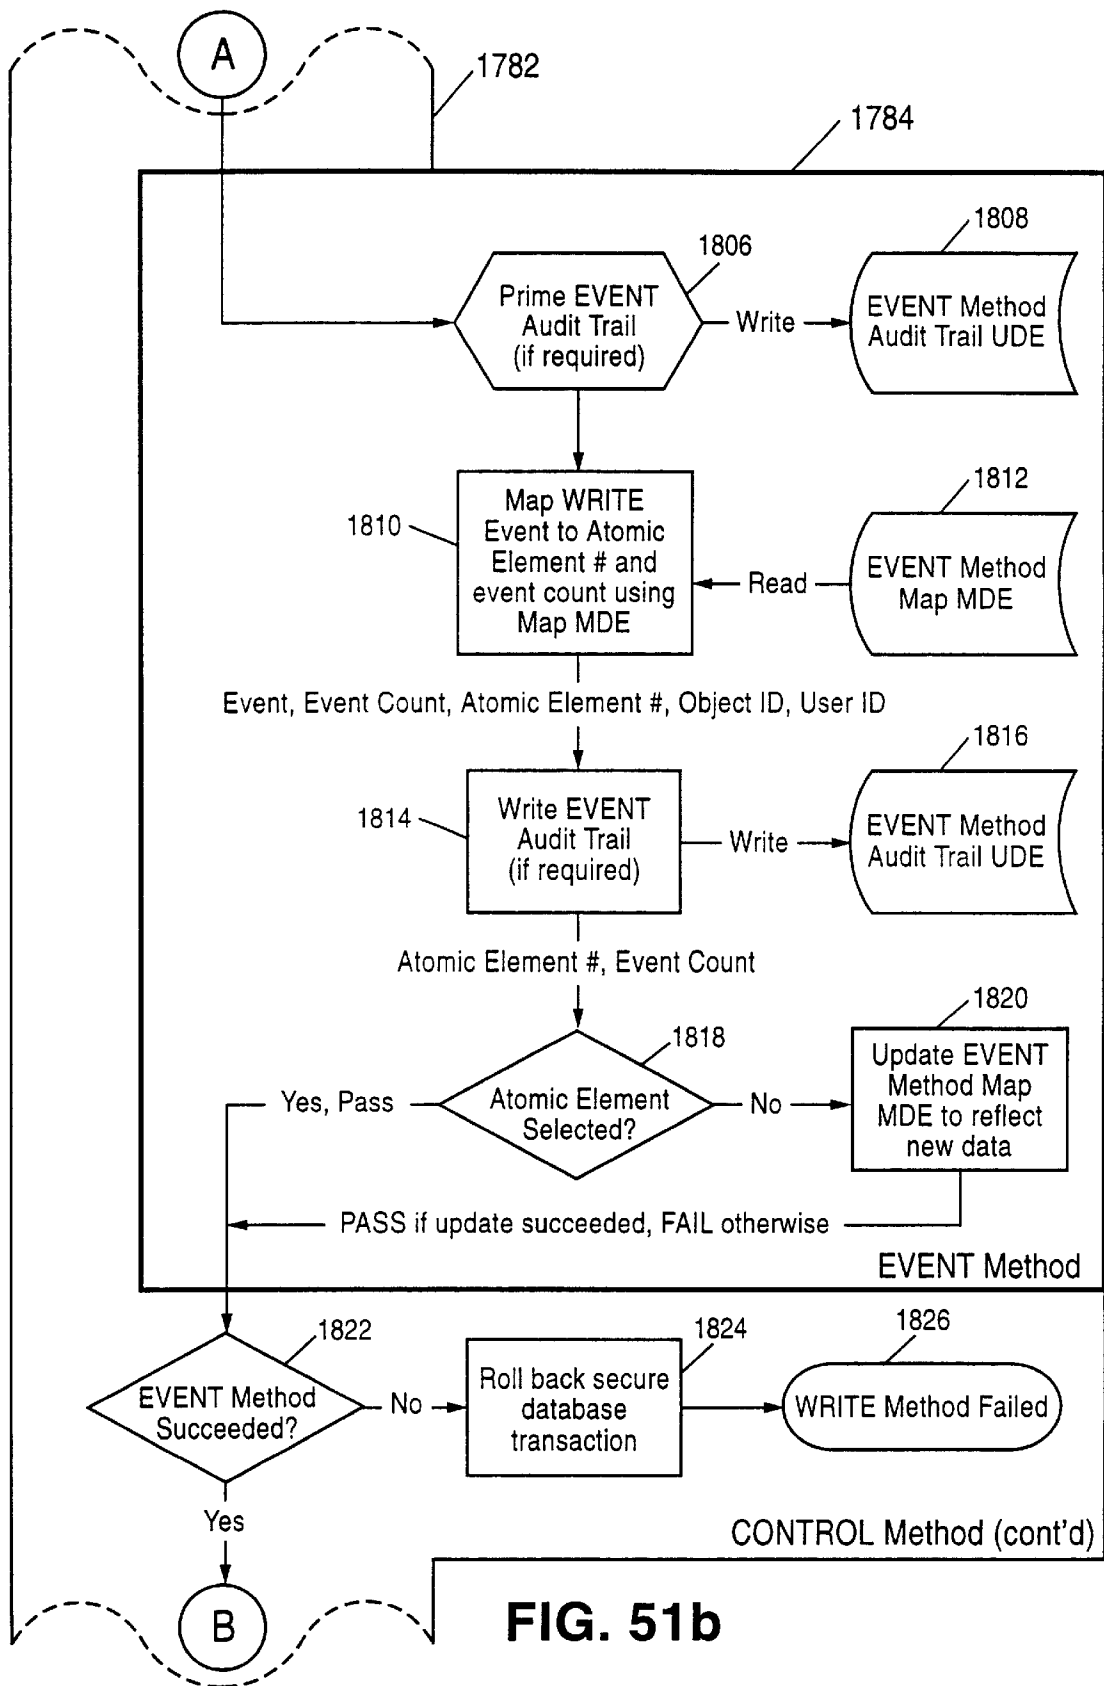 A
1782
1784
1806
1808
Prime EVENT
Audit Trail
(if required)
Write
EVENT Method
Audit Trail UDE
1810
Map WRITE
Event to Atomic
Element # and
event count using
Map MDE
Read
1812
EVENT Method
Map MDE
Event, Event Count, Atomic Element #, Object ID, User ID
1814
Write EVENT
Audit Trail
(if required)
Write
1816
EVENT Method
Audit Trail UDE
Atomic Element #, Event Count
1818
1820
Yes, Pass
Atomic Element
Selected?
No
Update EVENT
Method Map
MDE to reflect
new data
PASS if update succeeded, FAIL otherwise
EVENT Method
1822
1824
1826
EVENT Method
Succeeded?
No
Roll back secure
database
transaction
WRITE Method Failed
Yes
CONTROL Method (cont'd)
B
FIG. 51b